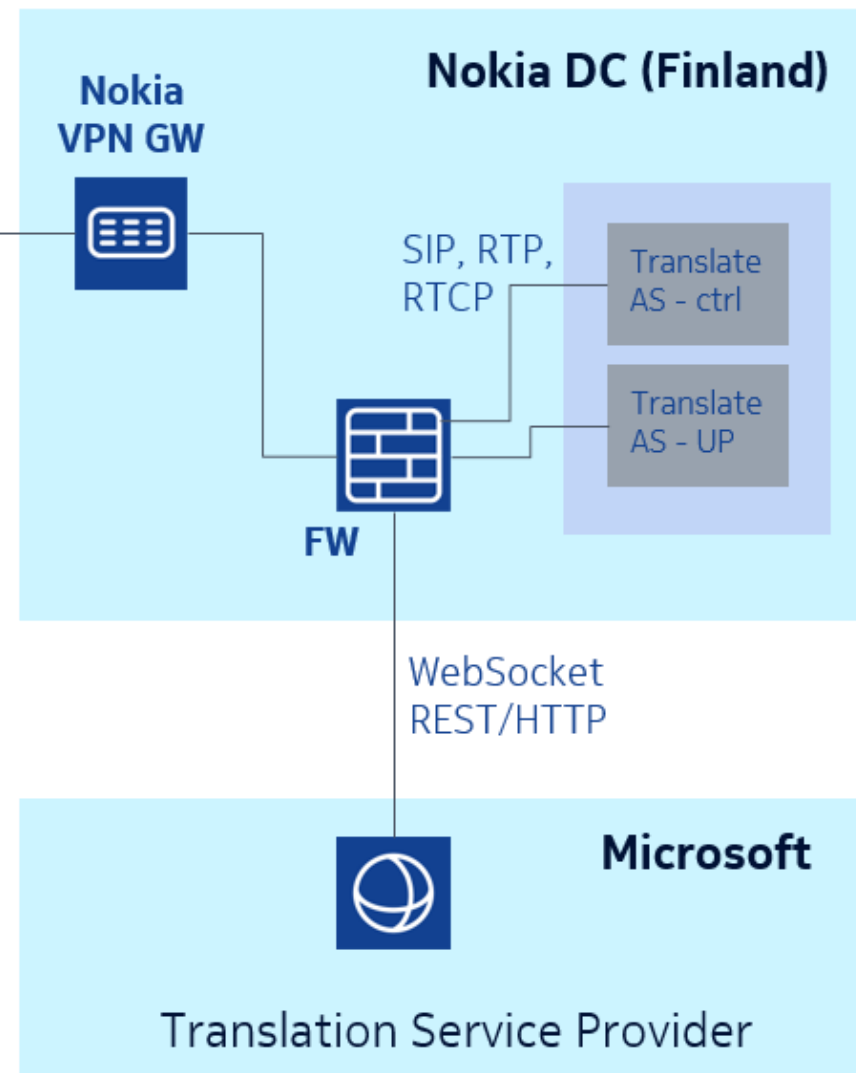 Nokia DC (Finland)
Nokia
VPN GW
SIP, RTP,
RTCP
Translate
AS - ctrl
Translate
AS - UP
FW
WebSocket
REST/HTTP
Microsoft
Translation Service Provider